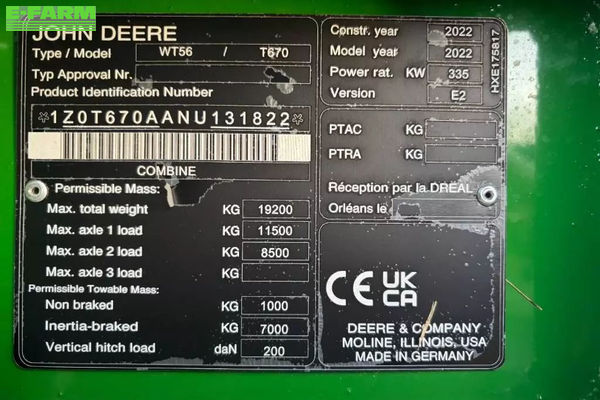 E-FARM
JOHN DEERE
Type / Model WT56 / T670
Typ Approval Nr.
Product Identification Number
*1Z0T670AANU131822*
COMBINE
Permissible Mass:
Max. total weight KG 19200
Max. axle 1 load KG 11500
Max. axle 2 load KG 8500
Max. axle 3 load KG
Permissible Towable Mass:
Non braked KG 1000
Inertia-braked KG 7000
Vertical hitch load daN 200
Constr. year 2022
Model year 2022
Power rat. KW 335
Version E2
HXE175817
PTAC KG
PTRA KG
Réception par la DREAL
Orléans le
CE UK
CA
DEERE & COMPANY
MOLINE, ILLINOIS, USA
MADE IN GERMANY